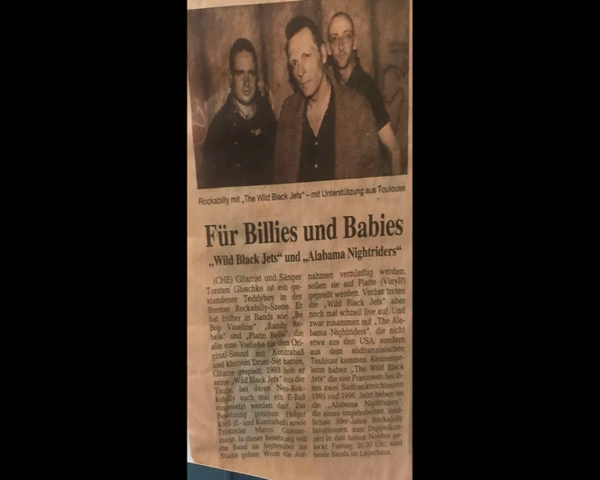 Rockabilly mit „The Wild Black Jets" – mit Unterstützung aus Toulouse
Für Billies und Babies
„Wild Black Jets" und „Alabama Nightriders"
(CHE) Gitarrist und Sänger
Torsten Gluschke ist ein ge-
standener Teddyboy in der
Bremer Rockabilly-Szene. Er
hat früher in Bands wie „Be
Bop Vaseline", „Randy Re-
bels" und „Platin Bells", die
alle eine Vorliebe für den Ori-
ginal-Sound mit Kontrabaß
und kleinem Drum-Set hatten,
Gitarre gespielt. 1993 hob er
seine „Wild Black Jets" aus der
Taufe, bei deren Neo-Rok-
kabilly auch mal ein E-Baß
eingesetzt werden darf. Zur
Besetzung gehören Holger
(E- und Kontrabaß) sowie
Trommler Marco
In dieser Besetzung will
die Band im September ins
Studio gehen. Wenn die Auf-
nahmen vernünftig werden,
sollen sie auf Platte (Vinyl!)
gepreßt werden. Vorher treten
die „Wild Black Jets" aber
noch mal schnell live auf. Und
zwar zusammen mit „The Ala-
bama Nightriders", die nicht
etwa aus den USA, sondern
aus dem südfranzösischen
Toulouse kommen. Kennenge-
lernt haben „The Wild Black
Jets" die vier Franzosen bei ih-
ren zwei Südfrankreichtouren
1995 und 1996. Jetzt haben sie
die „Alabama Nightriders",
die einen ungehobelten,
50er-Jahre Rockabilly
favorisieren, zum Doppelkon-
zert in den hohen Norden ge-
lockt. Freitag, 20.30 Uhr, sind
beide Bands im Lagerhaus.